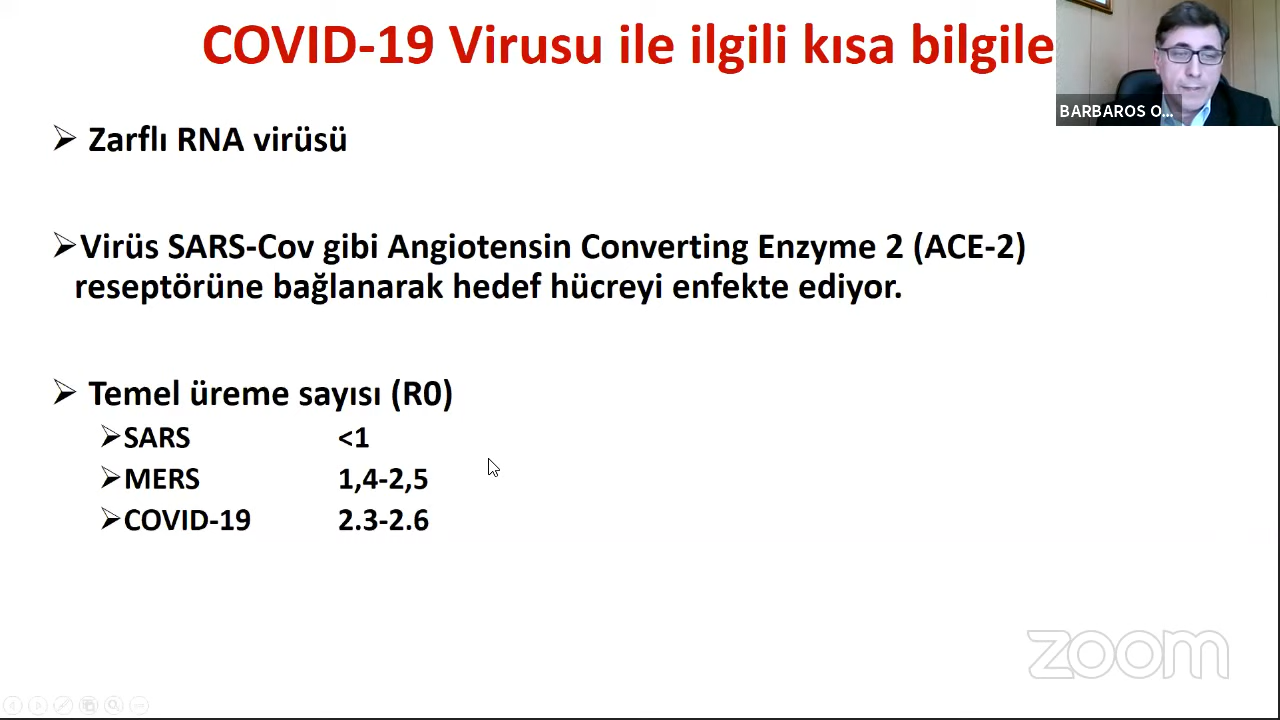 COVID-19 Virusu ile ilgili kısa bilgile
BARBAROS O...
Zarflı RNA virüsü
Virüs SARS-Cov gibi Angiotensin Converting Enzyme 2 (ACE-2)
reseptörüne bağlanarak hedef hücreyi enfekte ediyor.
Temel üreme sayısı (R0)
SARS <1
MERS 1,4-2,5
COVID-19 2.3-2.6
zoom